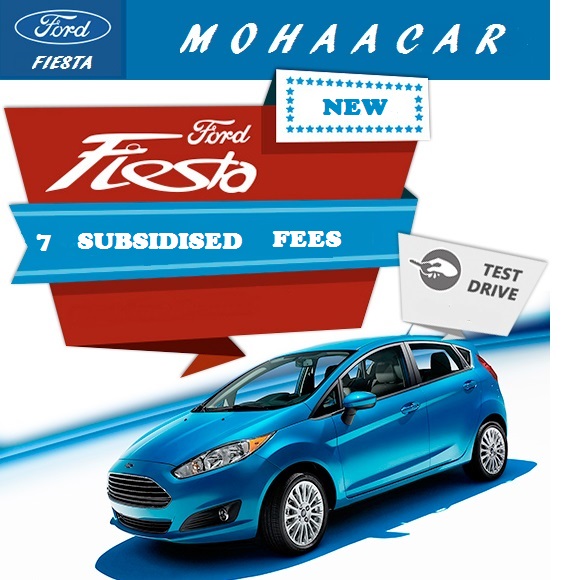 Ford
FIESTA
MOHAACAR
NEW
Ford
Fiesta
7 SUBSIDISED FEES
TEST
DRIVE